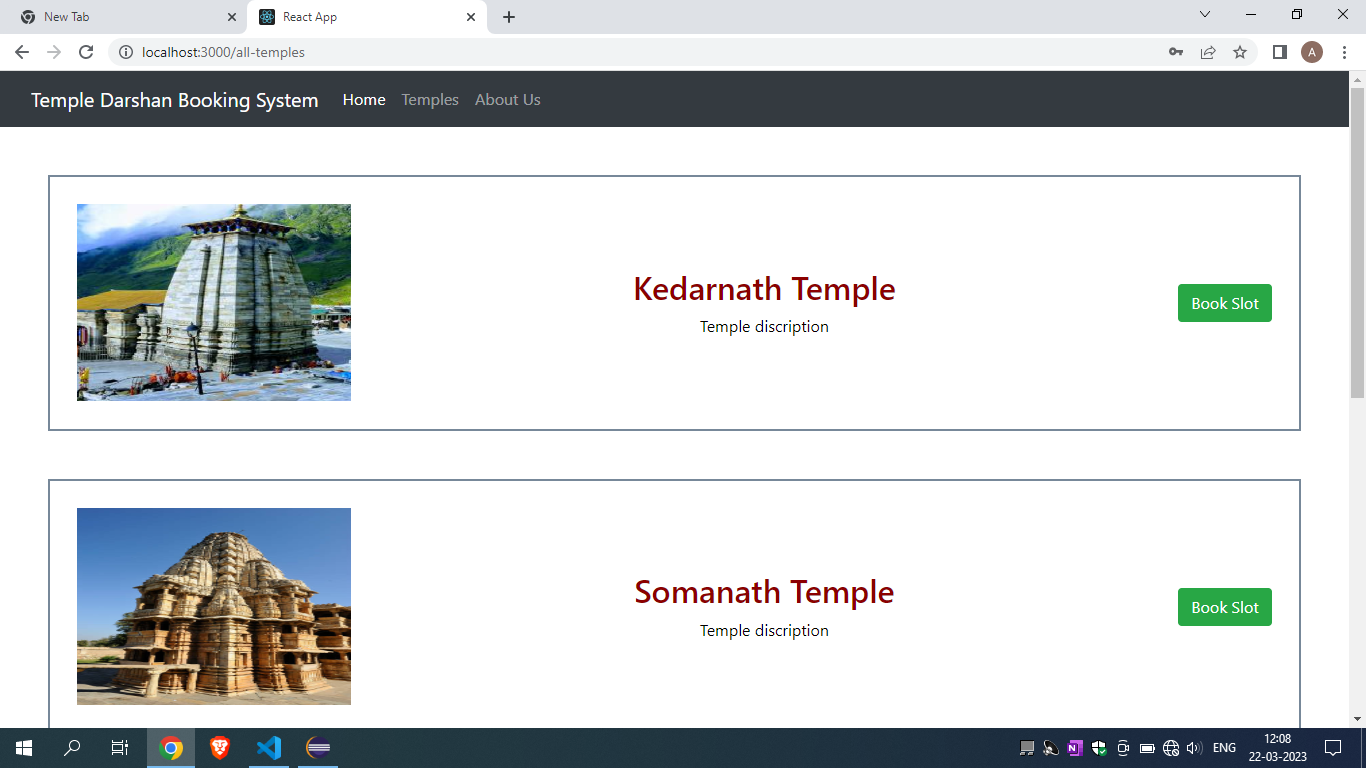 New Tab
React App
localhost:3000/all-temples
A
Temple Darshan Booking System Home Temples About Us
Kedarnath Temple
Temple discription
Book Slot
Somanath Temple
Temple discription
Book Slot
ENG
12:08
22-03-2023